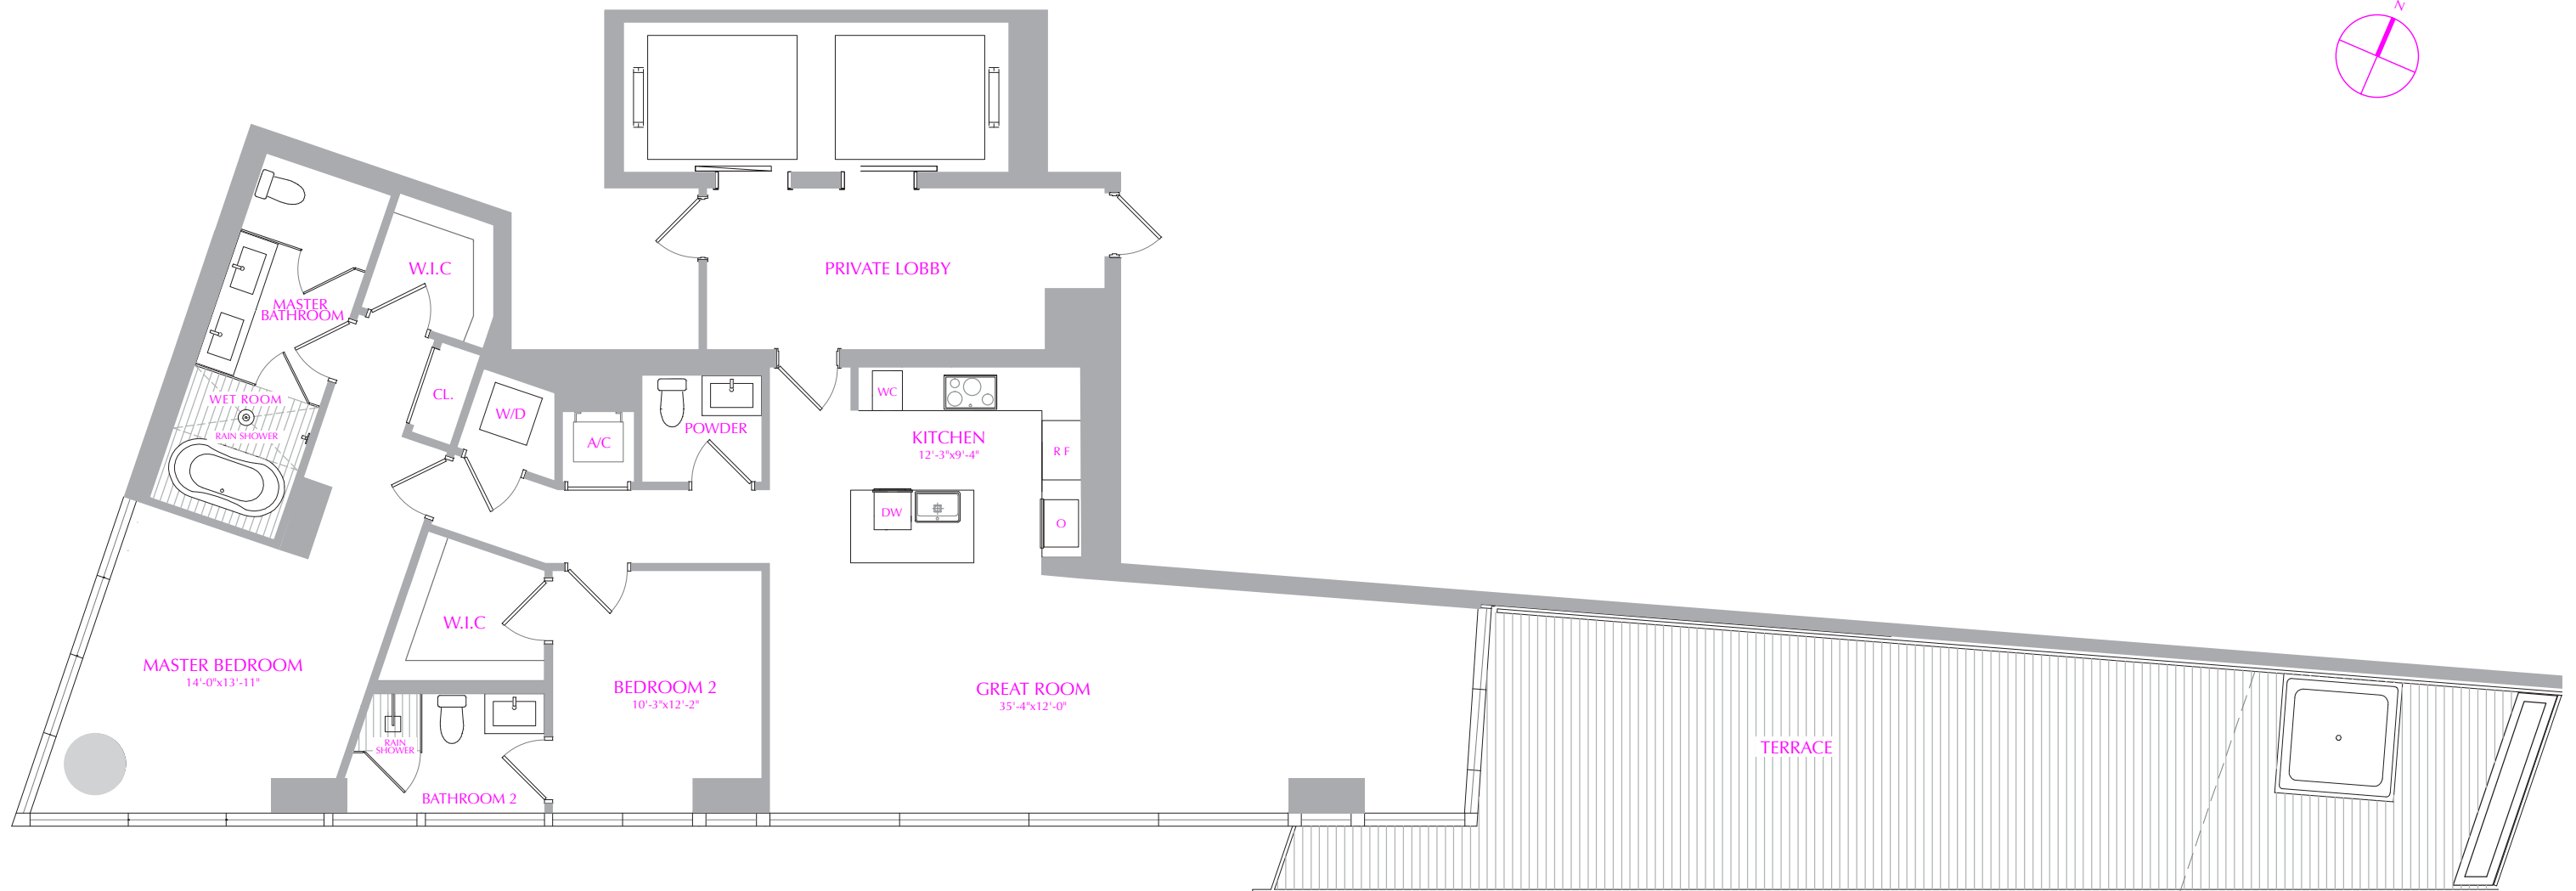 N
W.I.C
PRIVATE LOBBY
MASTER
BATHROOM
WET ROOM
RAIN SHOWER
CL.
W/D
A/C
POWDER
WC
KITCHEN
12'-3"x9'-4"
R F
DW
O
W.I.C
MASTER BEDROOM
14'-0"x13'-11"
BEDROOM 2
10'-3"x12'-2"
GREAT ROOM
35'-4"x12'-0"
RAIN
SHOWER
BATHROOM 2
TERRACE